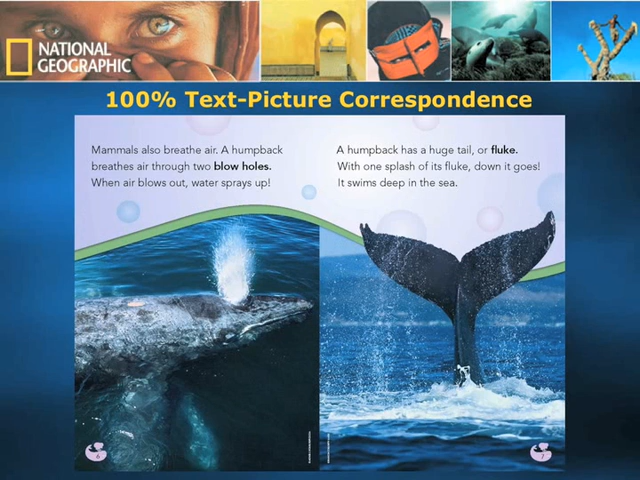 NATIONAL
GEOGRAPHIC
100% Text-Picture Correspondence
Mammals also breathe air. A humpback
breathes air through two blow holes.
When air blows out, water sprays up!
A humpback has a huge tail, or fluke.
With one splash of its fluke, down it goes!
It swims deep in the sea.
6
7